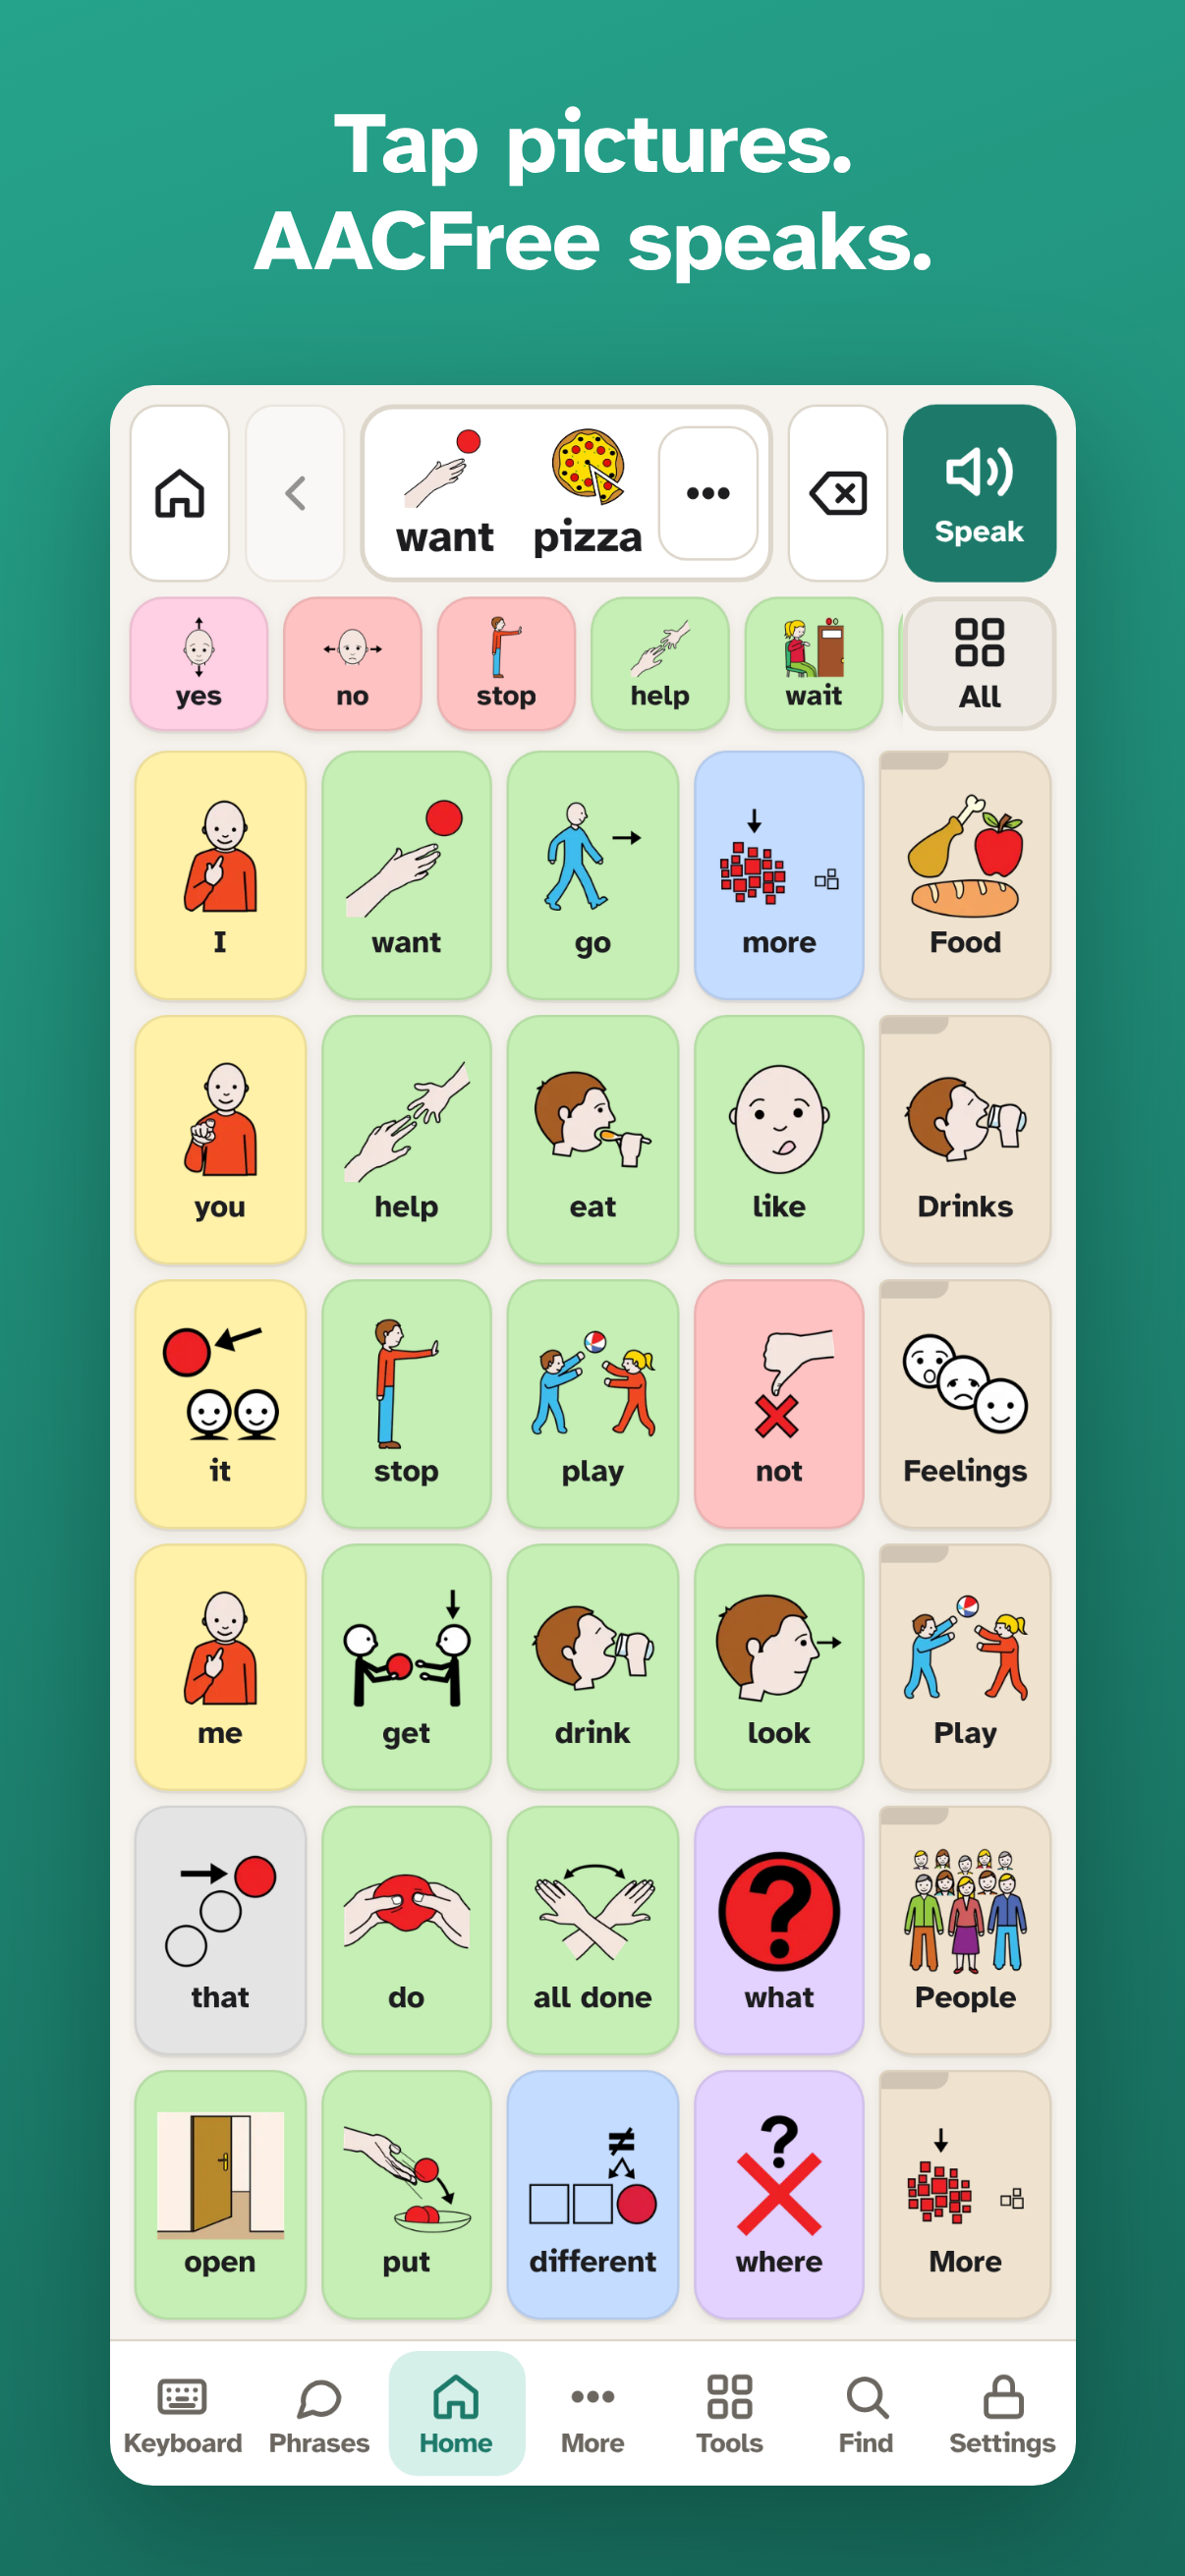 Tap pictures.
AACFree speaks.
want pizza
Speak
yes no stop help wait All
I want go more Food
you help eat like Drinks
it stop play not Feelings
me get drink look Play
that do all done what People
open put different where More
Keyboard Phrases Home More Tools Find Settings